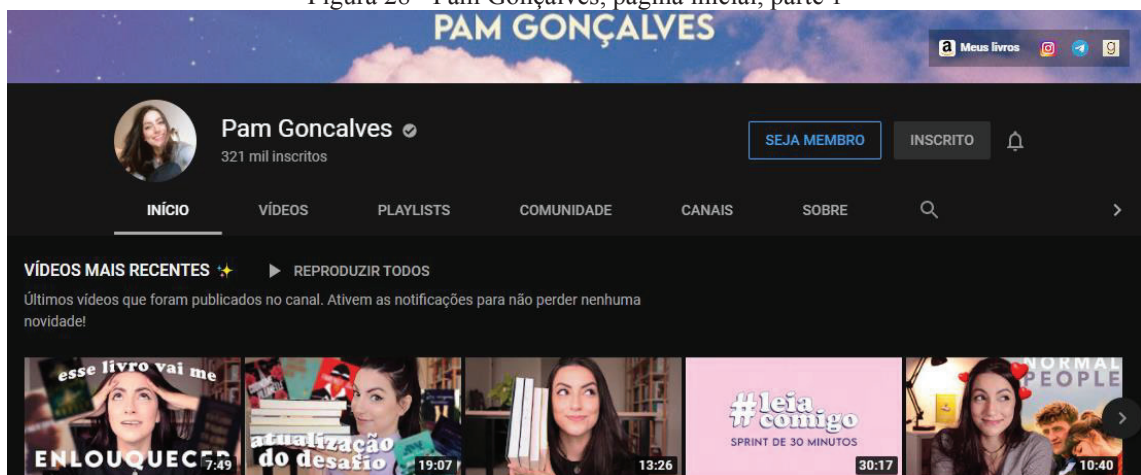 Figura 26 - Pam Gonçalves, página inicial, parte 1
PAM GONÇALVES
a Meus livros g
Pam Goncalves
321 mil inscritos
SEJA MEMBRO
INSCRITO
INÍCIO VÍDEOS PLAYLISTS COMUNIDADE CANAIS SOBRE
VÍDEOS MAIS RECENTES REPRODUZIR TODOS
Últimos vídeos que foram publicados no canal. Ativem as notificações para não perder nenhuma
novidade!
esse livro vai me
ENLOUQUECER
7:49
atualização
do desafio
19:07
13:26
#leia
comigo
SPRINT DE 30 MINUTOS
30:17
NORMAL
PEOPLE
10:40